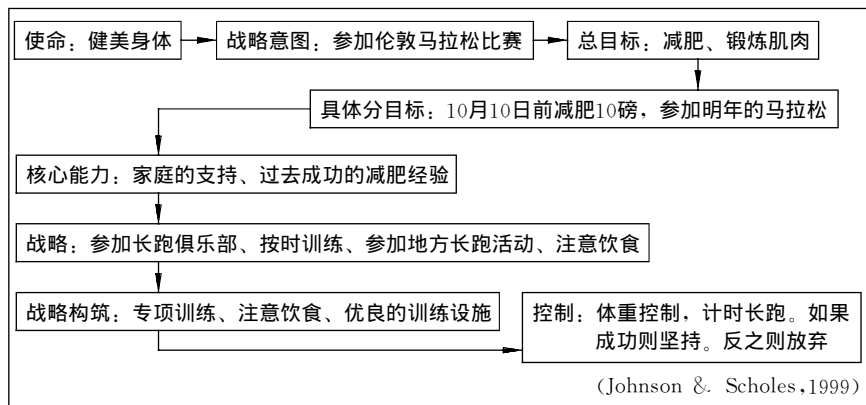 使命：健美身体
战略意图：参加伦敦马拉松比赛
总目标：减肥、锻炼肌肉
具体分目标：10月10日前减肥10磅，参加明年的马拉松
核心能力：家庭的支持、过去成功的减肥经验
战略：参加长跑俱乐部、按时训练、参加地方长跑活动、注意饮食
战略构筑：专项训练、注意饮食、优良的训练设施
控制：体重控制，计时长跑。如果
成功则坚持。反之则放弃
(Johnson & Scholes,1999)